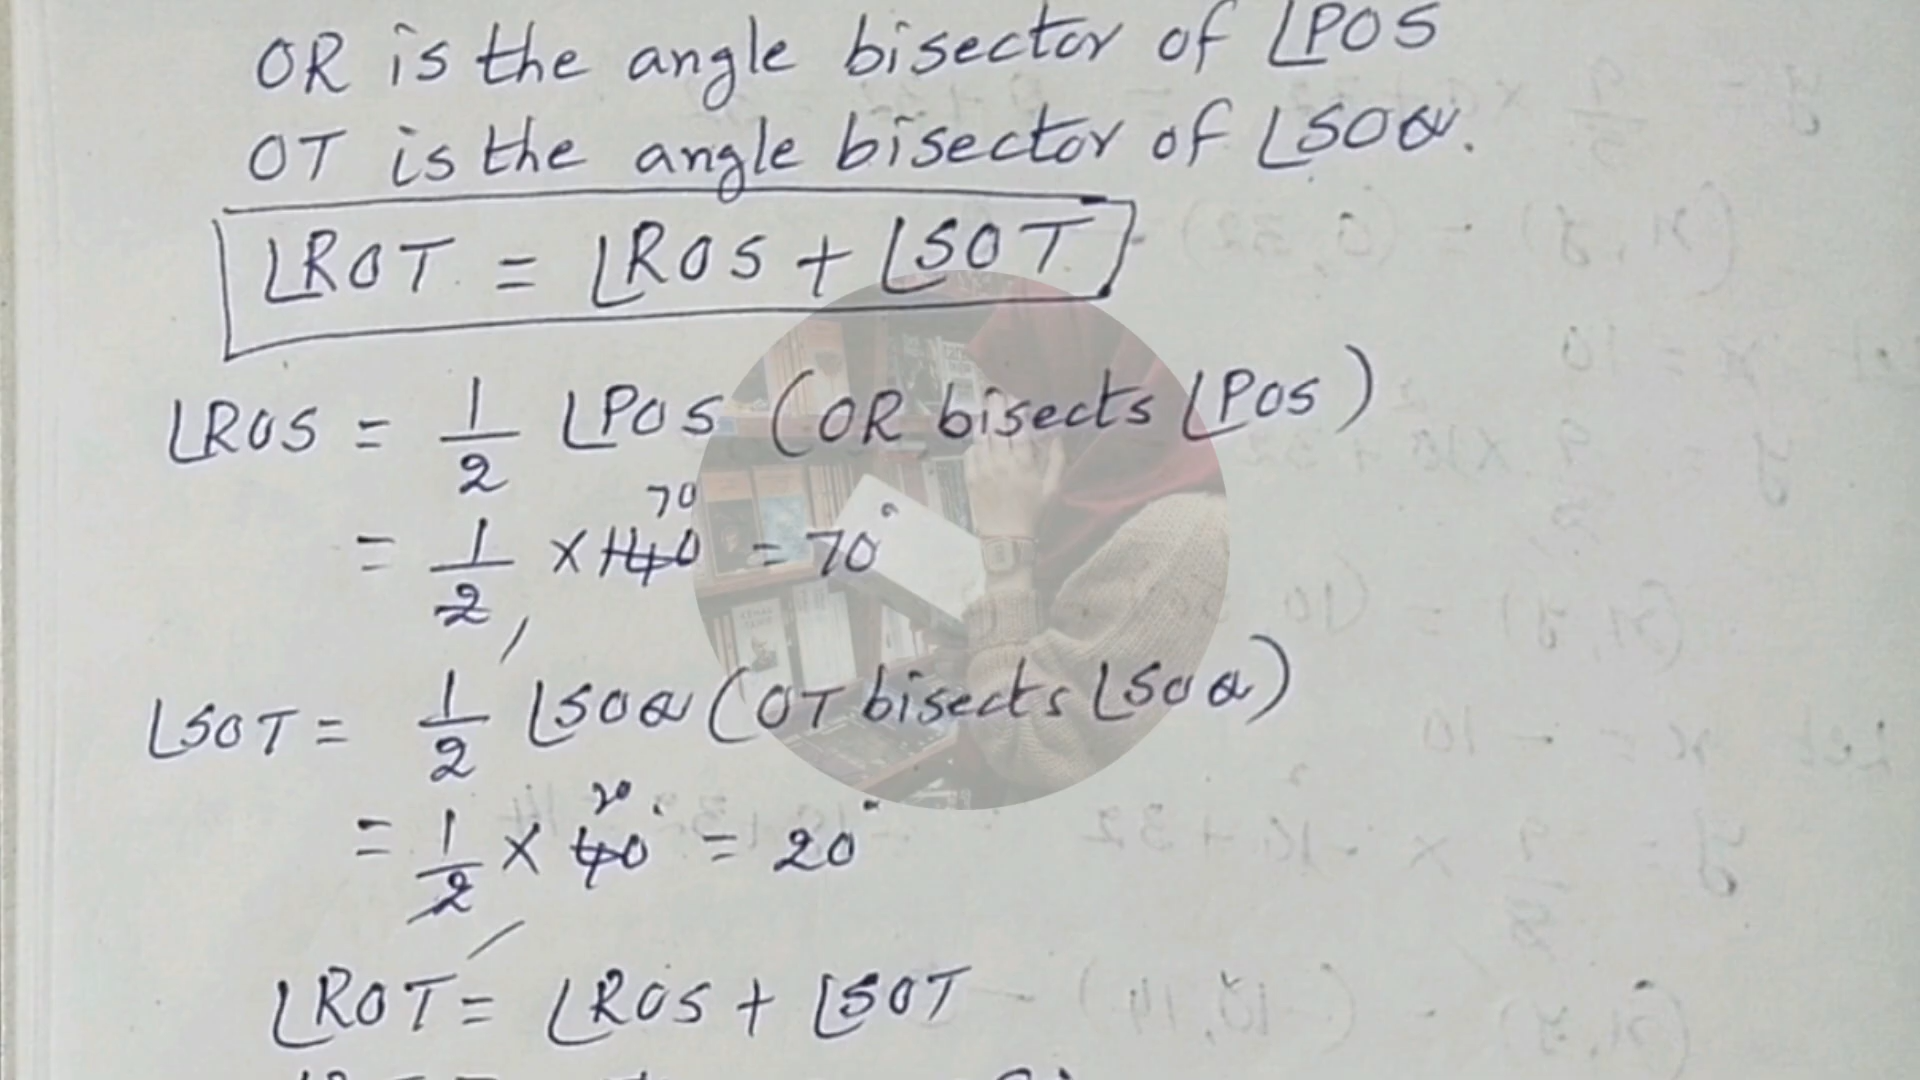 OR is the angle bisector of ∠POS
OT is the angle bisector of ∠SOQ.
∠ROT = ∠ROS + ∠SOT
∠ROS = 1/2 ∠POS (OR bisects ∠POS)
70
= 1/2 × 140 = 70°
∠SOT = 1/2 ∠SOQ (OT bisects ∠SOQ)
20
= 1/2 × 40° = 20°
∠ROT = ∠ROS + ∠SOT